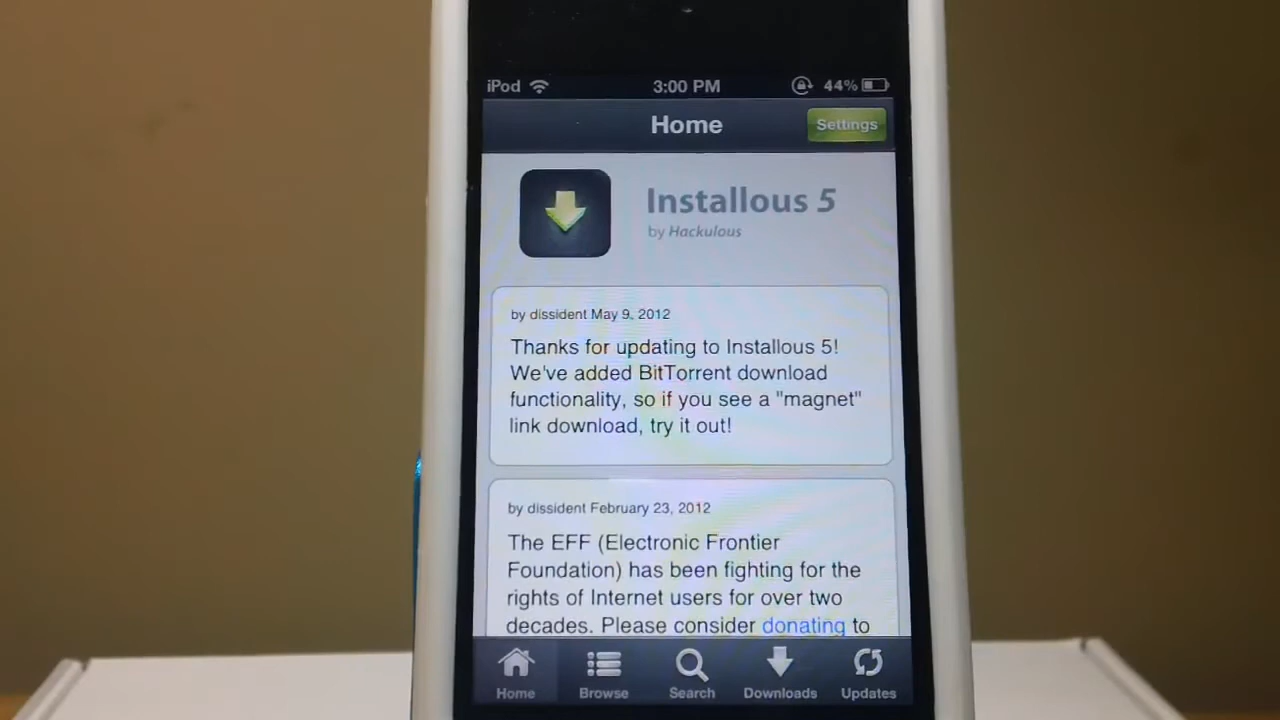 iPod 3:00 PM 44%
Home Settings
Installous 5
by Hackulous
by dissident May 9, 2012
Thanks for updating to Installous 5!
We've added BitTorrent download
functionality, so if you see a "magnet"
link download, try it out!
by dissident February 23, 2012
The EFF (Electronic Frontier
Foundation) has been fighting for the
rights of Internet users for over two
decades. Please consider donating to
Home Browse Search Downloads Updates